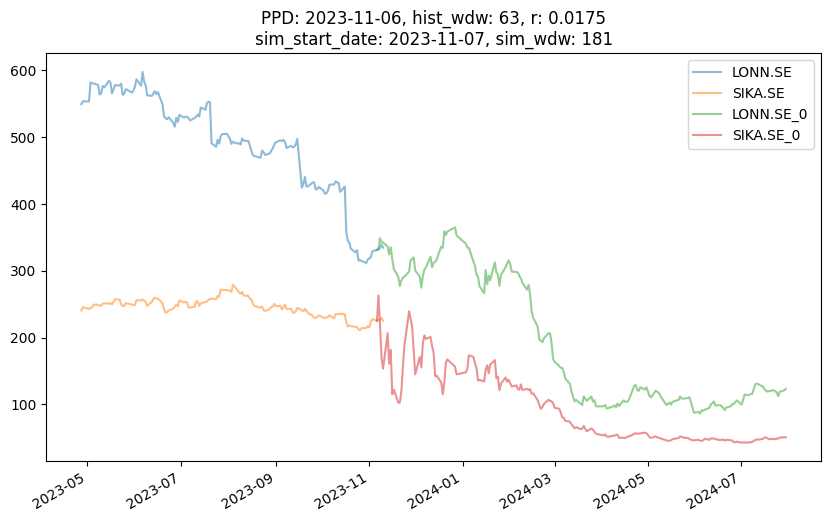 PPD: 2023-11-06, hist_wdw: 63, r: 0.0175
sim_start_date: 2023-11-07, sim_wdw: 181
LONN.SE
SIKA.SE
LONN.SE_0
SIKA.SE_0
600
500
400
300
200
100
2023-05
2023-07
2023-09
2023-11
2024-01
2024-03
2024-05
2024-07